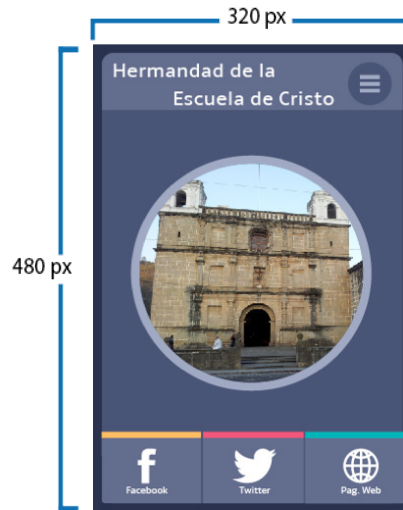 320 px
Hermandad de la
Escuela de Cristo
480 px
Facebook
Twitter
Pag. Web